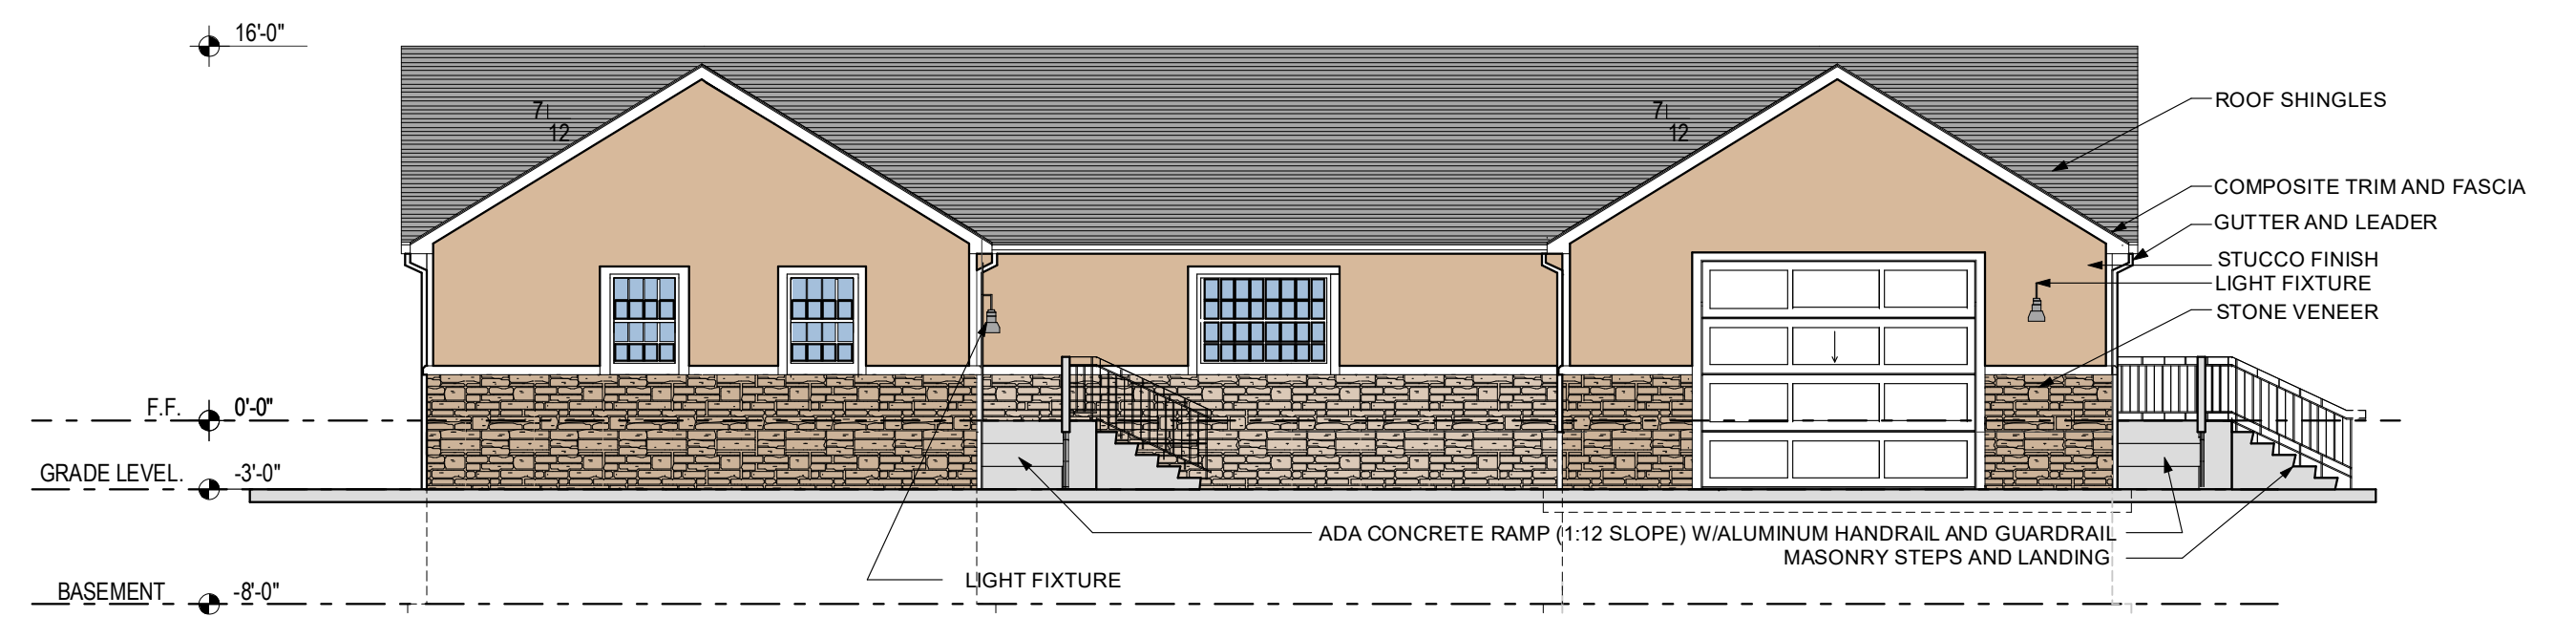 16'-0"
7
12
7
12
ROOF SHINGLES
COMPOSITE TRIM AND FASCIA
GUTTER AND LEADER
STUCCO FINISH
LIGHT FIXTURE
STONE VENEER
F.F. 0'-0"
GRADE LEVEL. -3'-0"
ADA CONCRETE RAMP (1:12 SLOPE) W/ALUMINUM HANDRAIL AND GUARDRAIL
MASONRY STEPS AND LANDING
LIGHT FIXTURE
BASEMENT -8'-0"